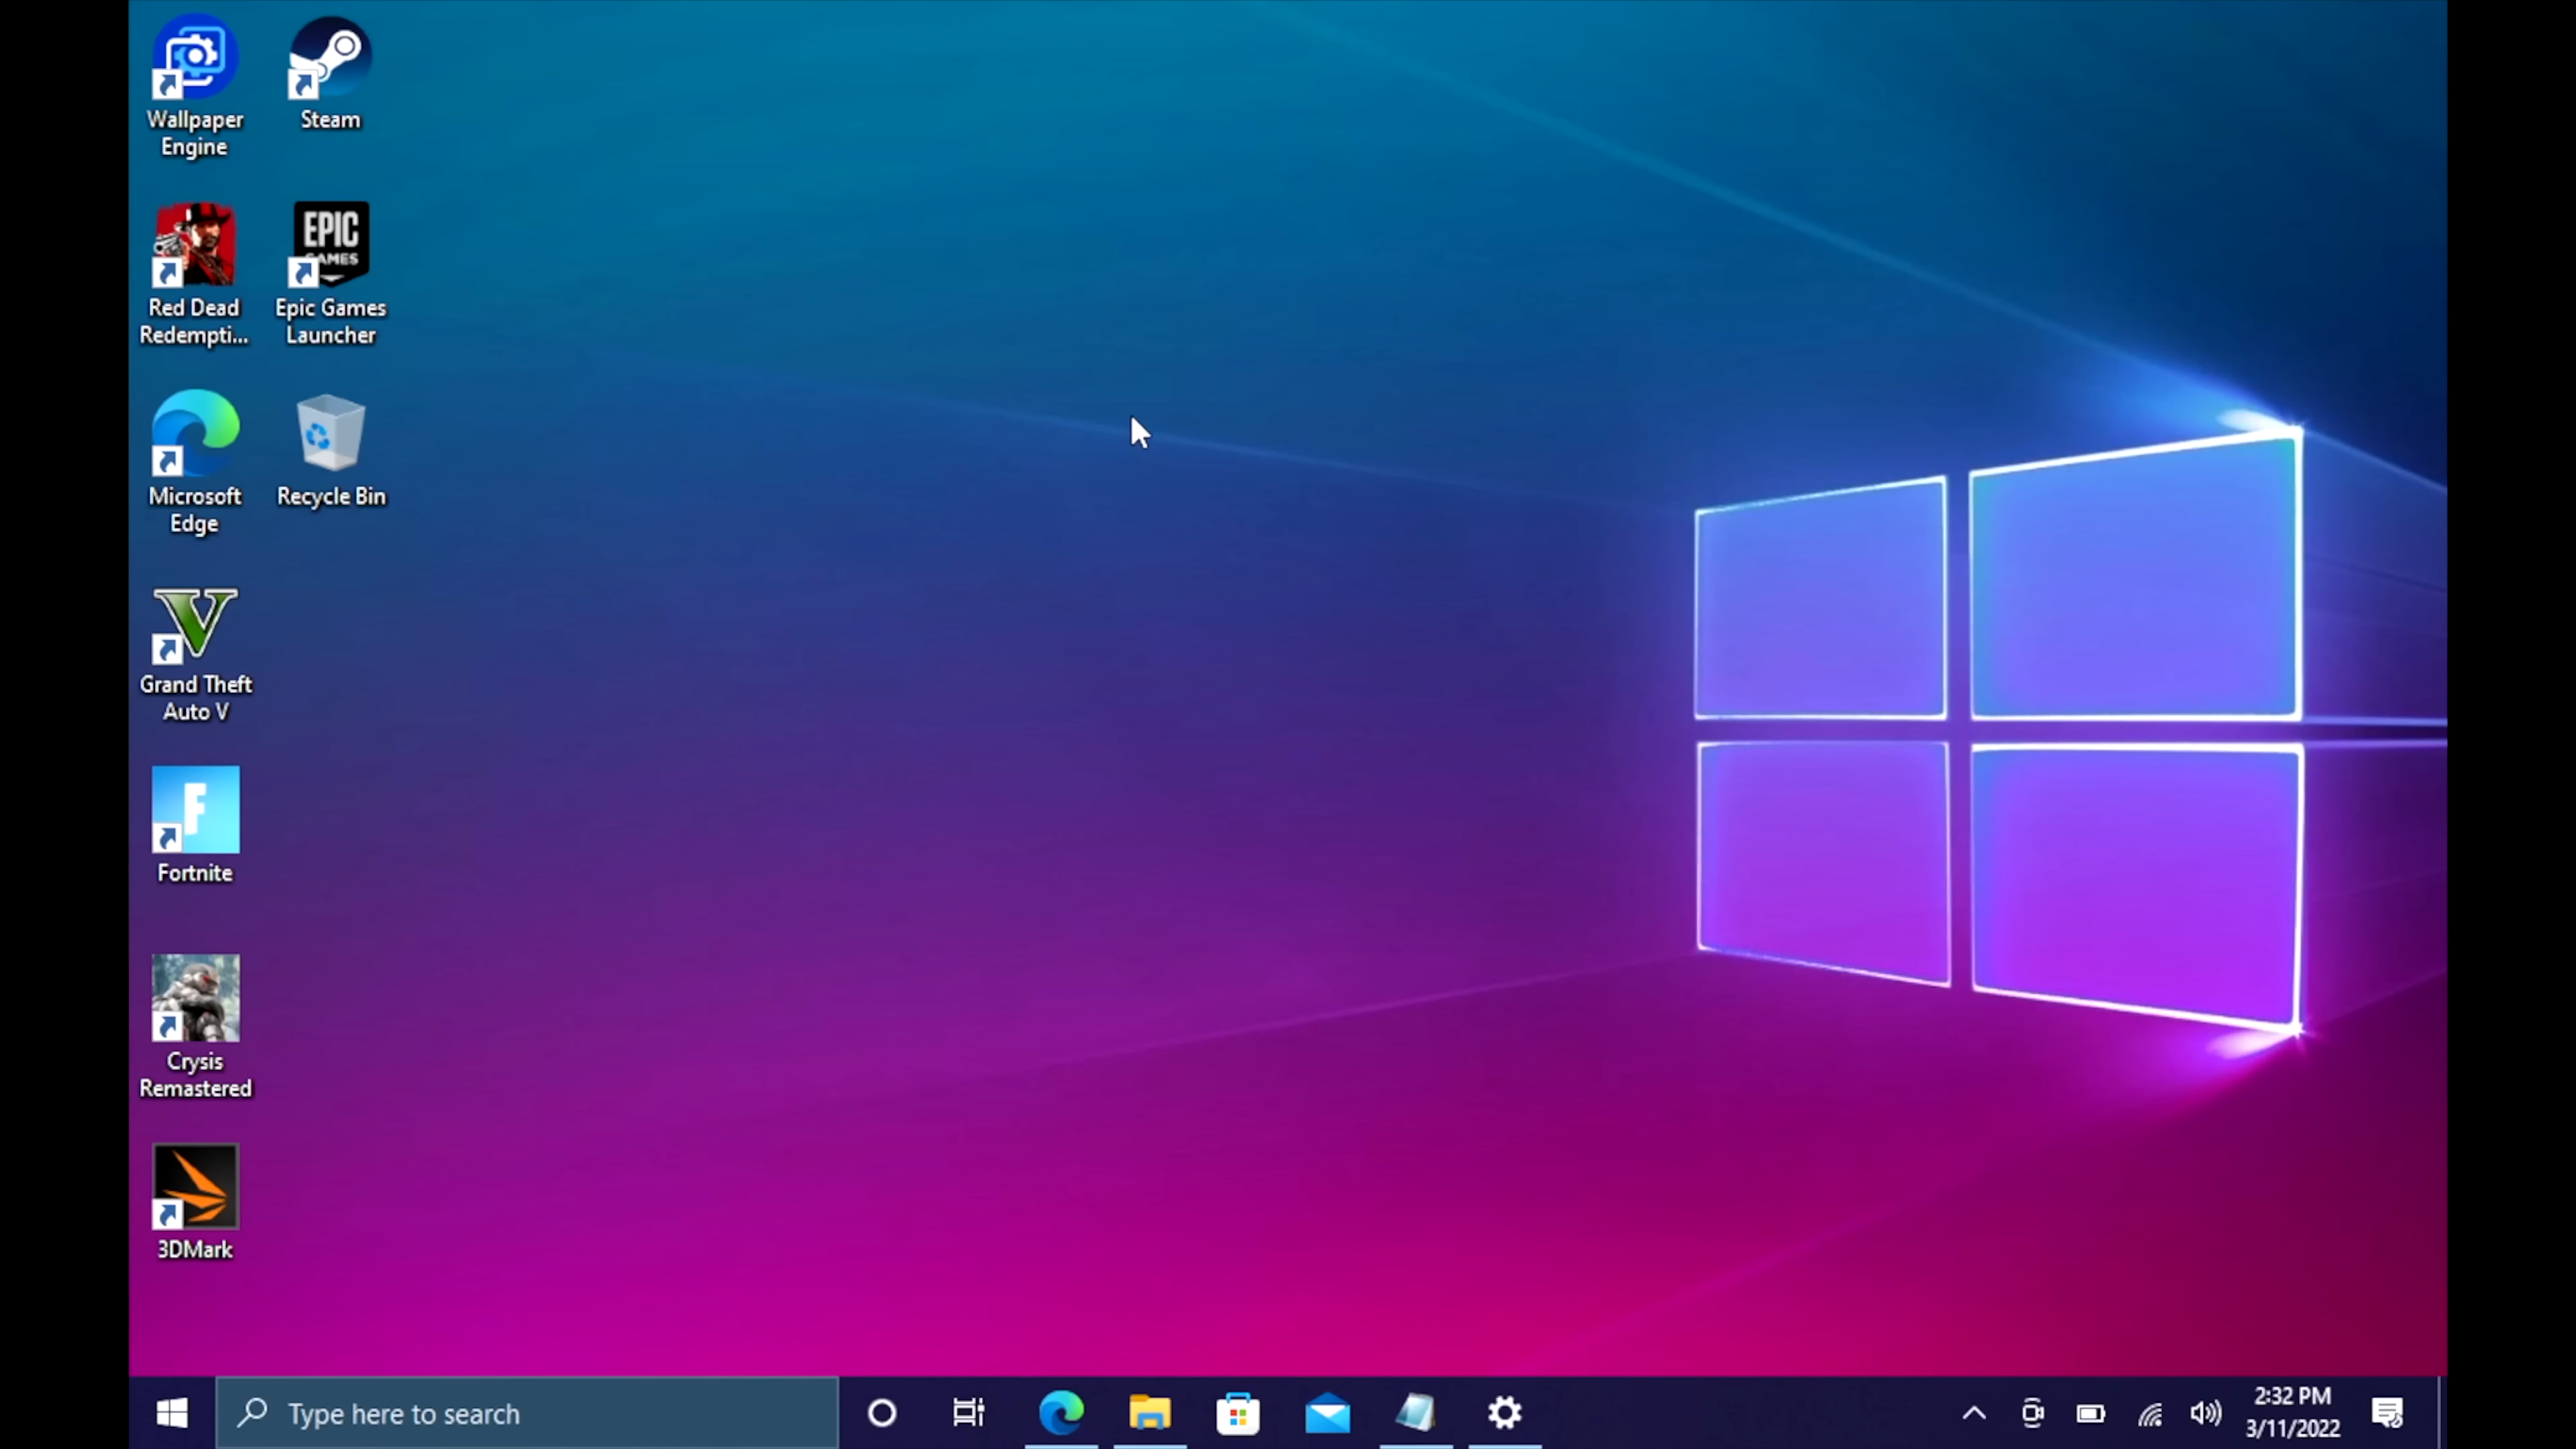 Wallpaper
Engine
Steam
Red Dead
Redempti...
EPIC
GAMES
Epic Games
Launcher
Microsoft
Edge
Recycle Bin
V
Grand Theft
Auto V
F
Fortnite
Crysis
Remastered
3DMark
Type here to search
2:32 PM
3/11/2022